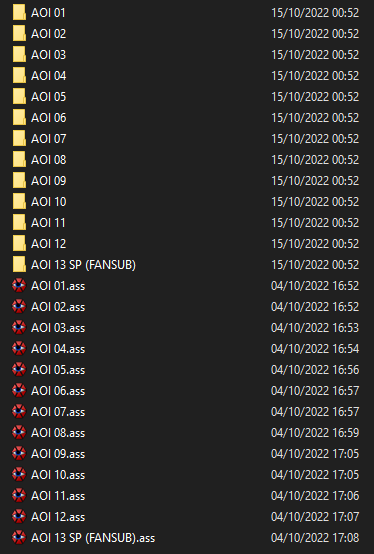 AOI 01 15/10/2022 00:52
AOI 02 15/10/2022 00:52
AOI 03 15/10/2022 00:52
AOI 04 15/10/2022 00:52
AOI 05 15/10/2022 00:52
AOI 06 15/10/2022 00:52
AOI 07 15/10/2022 00:52
AOI 08 15/10/2022 00:52
AOI 09 15/10/2022 00:52
AOI 10 15/10/2022 00:52
AOI 11 15/10/2022 00:52
AOI 12 15/10/2022 00:52
AOI 13 SP (FANSUB) 15/10/2022 00:52
AOI 01.ass 04/10/2022 16:52
AOI 02.ass 04/10/2022 16:52
AOI 03.ass 04/10/2022 16:53
AOI 04.ass 04/10/2022 16:54
AOI 05.ass 04/10/2022 16:56
AOI 06.ass 04/10/2022 16:57
AOI 07.ass 04/10/2022 16:57
AOI 08.ass 04/10/2022 16:59
AOI 09.ass 04/10/2022 17:05
AOI 10.ass 04/10/2022 17:05
AOI 11.ass 04/10/2022 17:06
AOI 12.ass 04/10/2022 17:07
AOI 13 SP (FANSUB).ass 04/10/2022 17:08